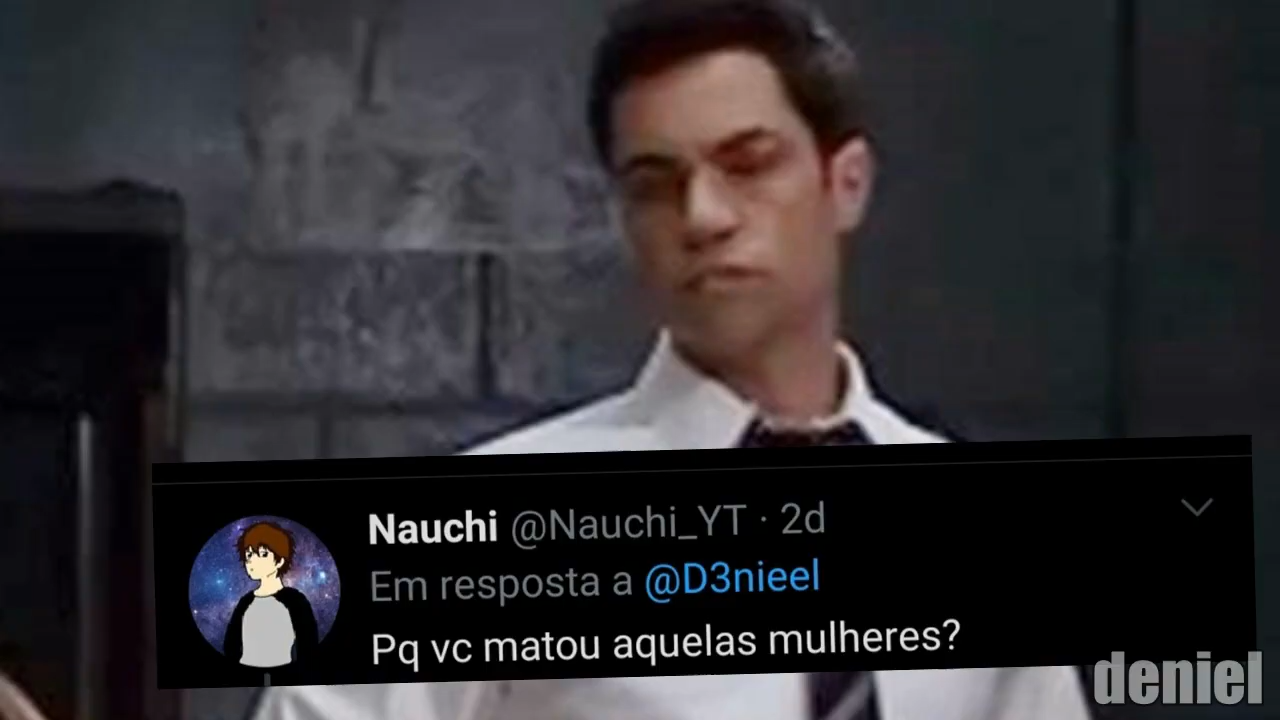 Nauchi @Nauchi_YT · 2d
Em resposta a @D3nieel
Pq vc matou aquelas mulheres?
deniel